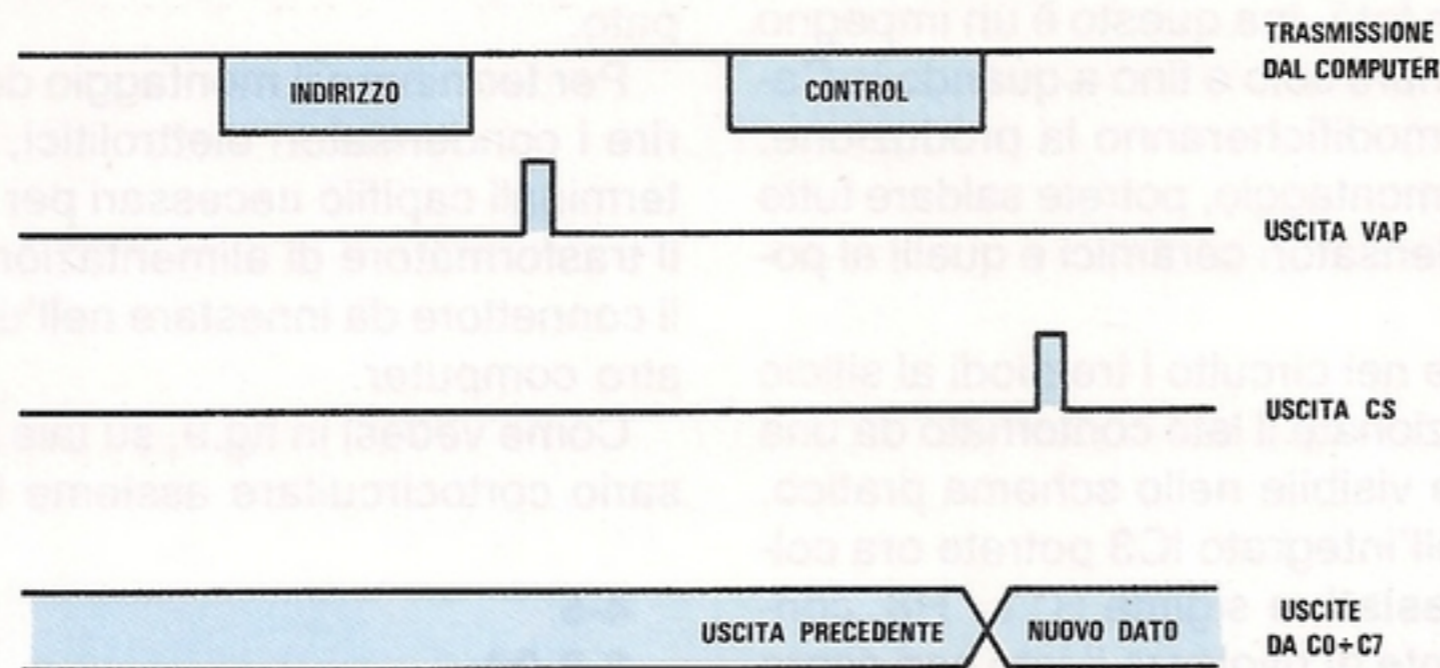 TRASMISSIONE
DAL COMPUTER
INDIRIZZO
CONTROL
USCITA VAP
USCITA CS
USCITA PRECEDENTE
NUOVO DATO
USCITE
DA C0÷C7